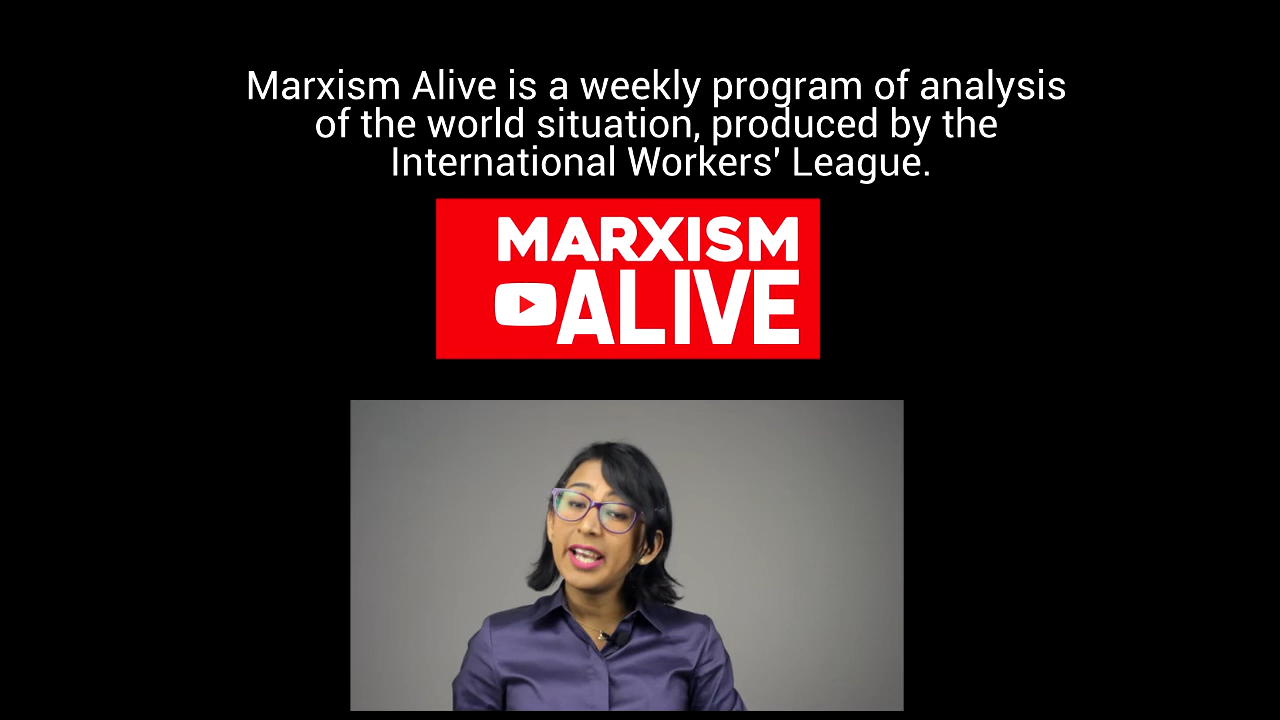 Marxism Alive is a weekly program of analysis
of the world situation, produced by the
International Workers' League.
MARXISM
ALIVE